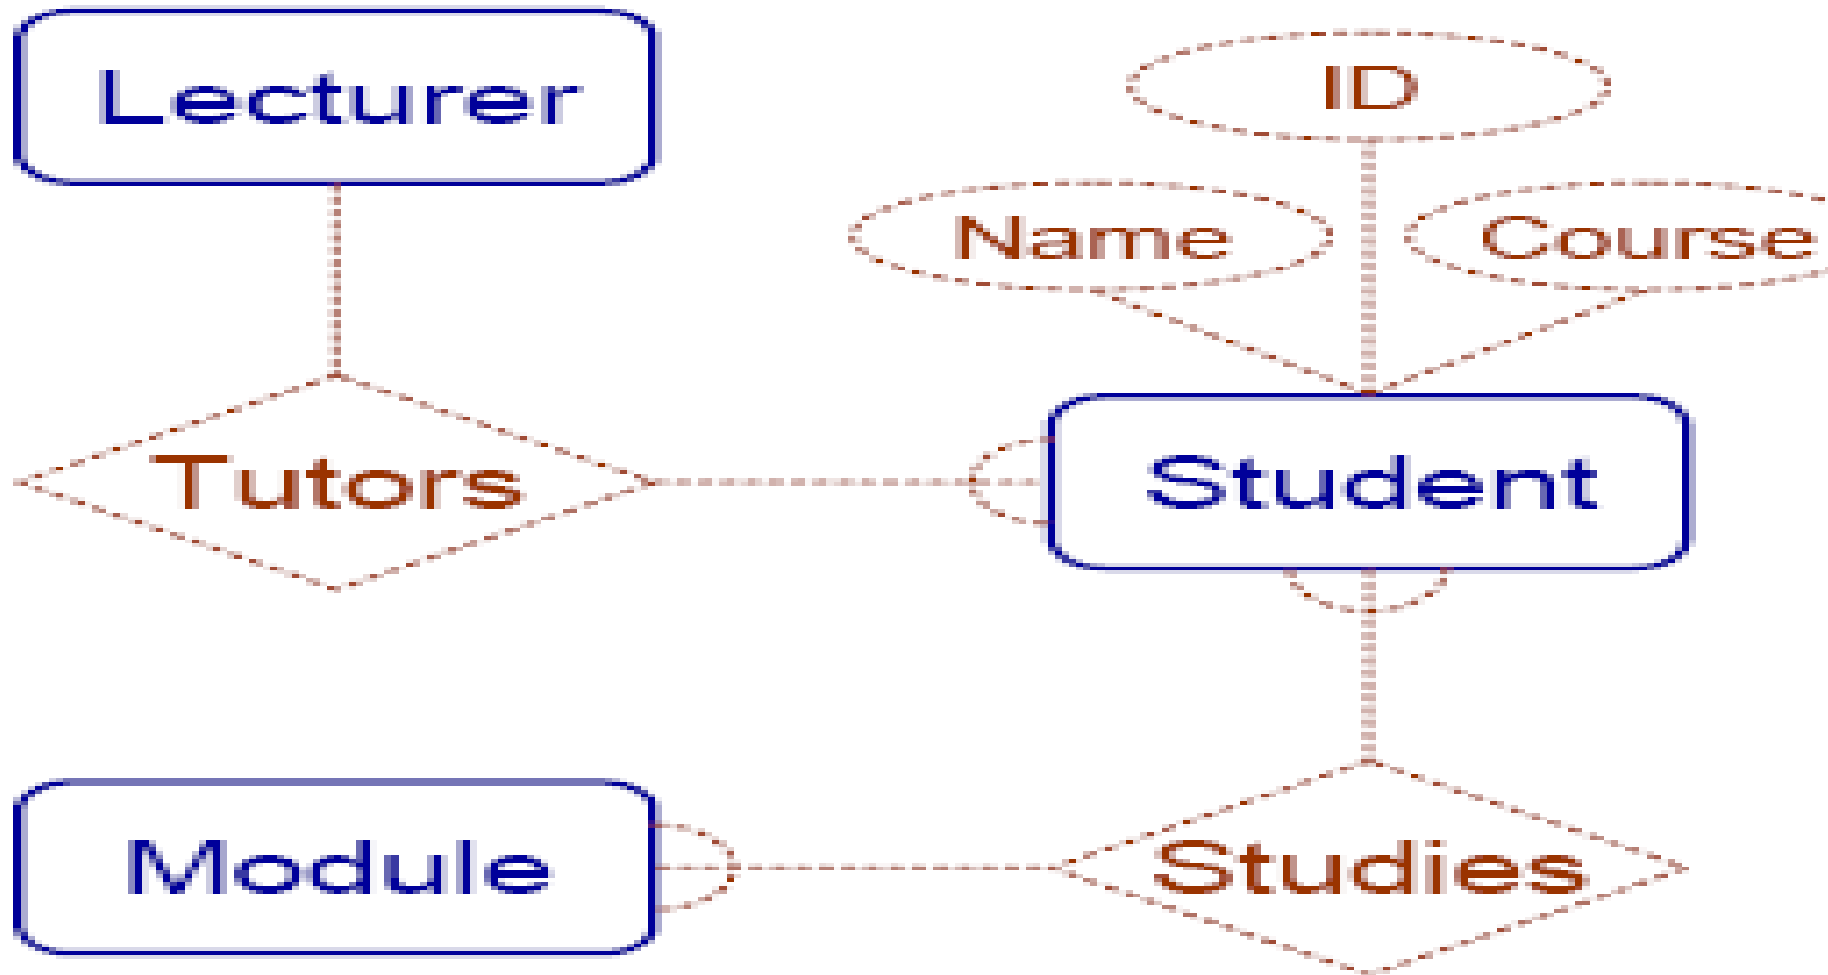 Lecturer
ID
Name
Course
Tutors
Student
Module
Studies